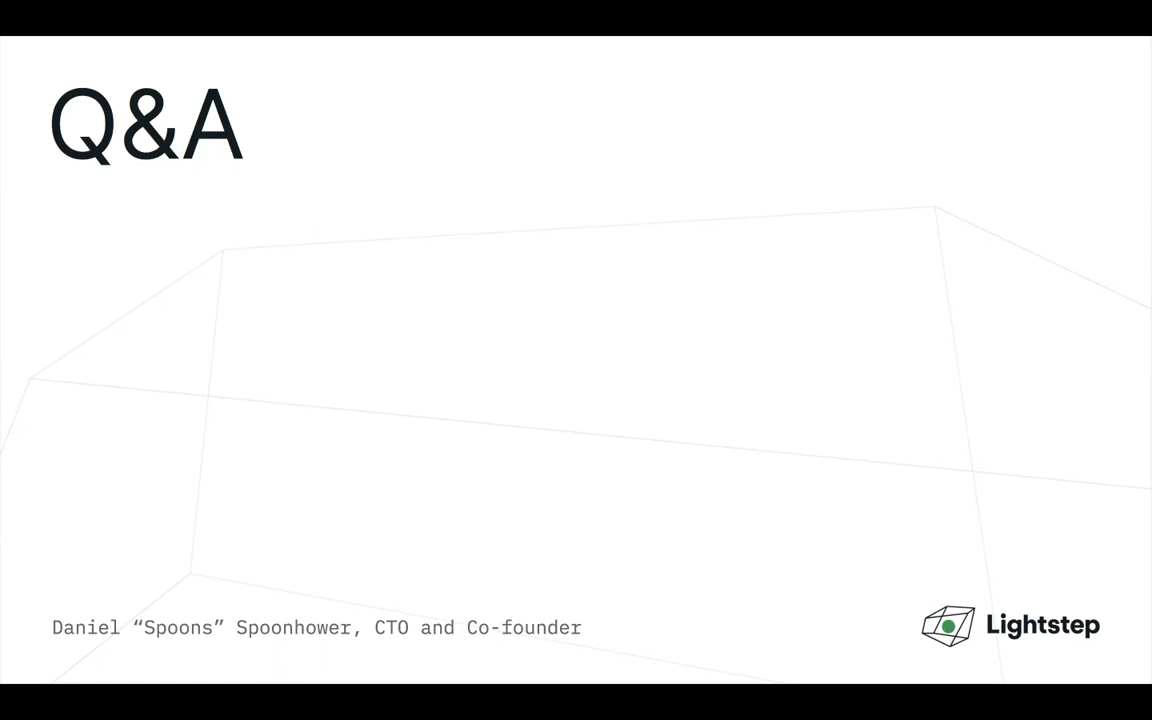 Q&A
Daniel “Spoons” Spoonhower, CTO and Co-founder
Lightstep